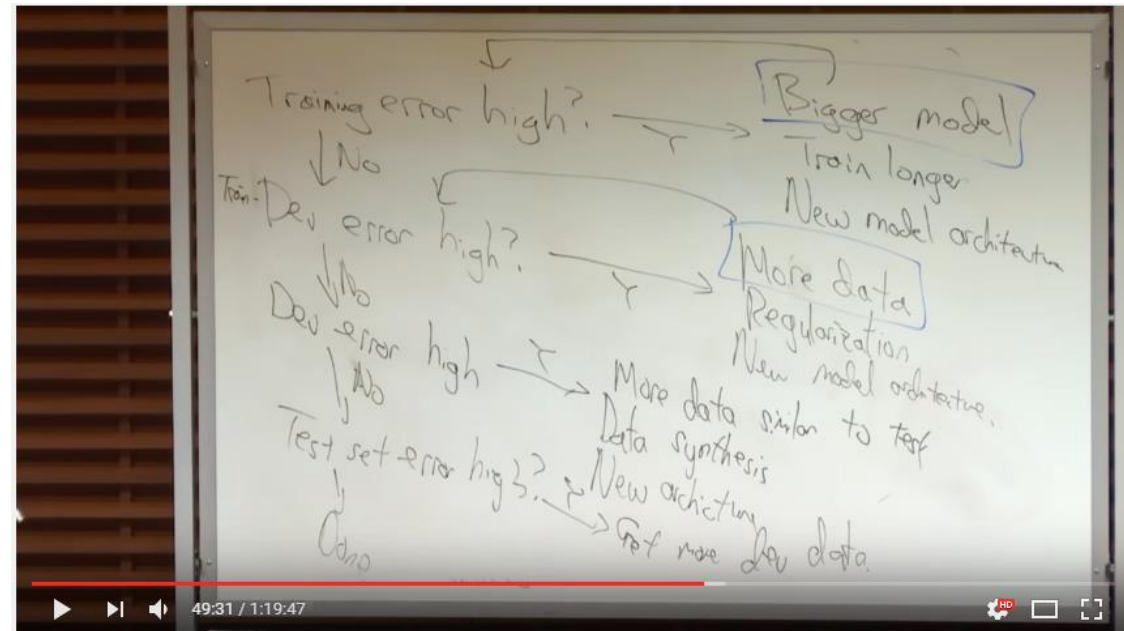 Training error high? Y Bigger model
Train longer
No
New model architecture
Train-Dev error high? Y More data
Regularization
No
New model architecture.
Dev error high Y More data similar to test
Data synthesis
No
New archicture
Test set error high? Y Get more dev data.
Done
49:31 / 1:19:47
HD